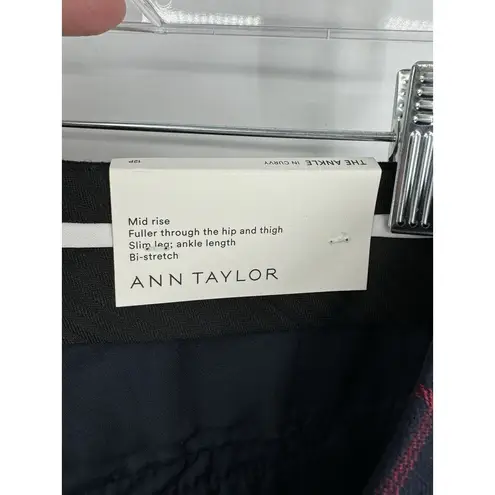 THE ANKLE IN CURVY
12P
Mid rise
Fuller through the hip and thigh
Slim leg; ankle length
Bi-stretch
ANN TAYLOR